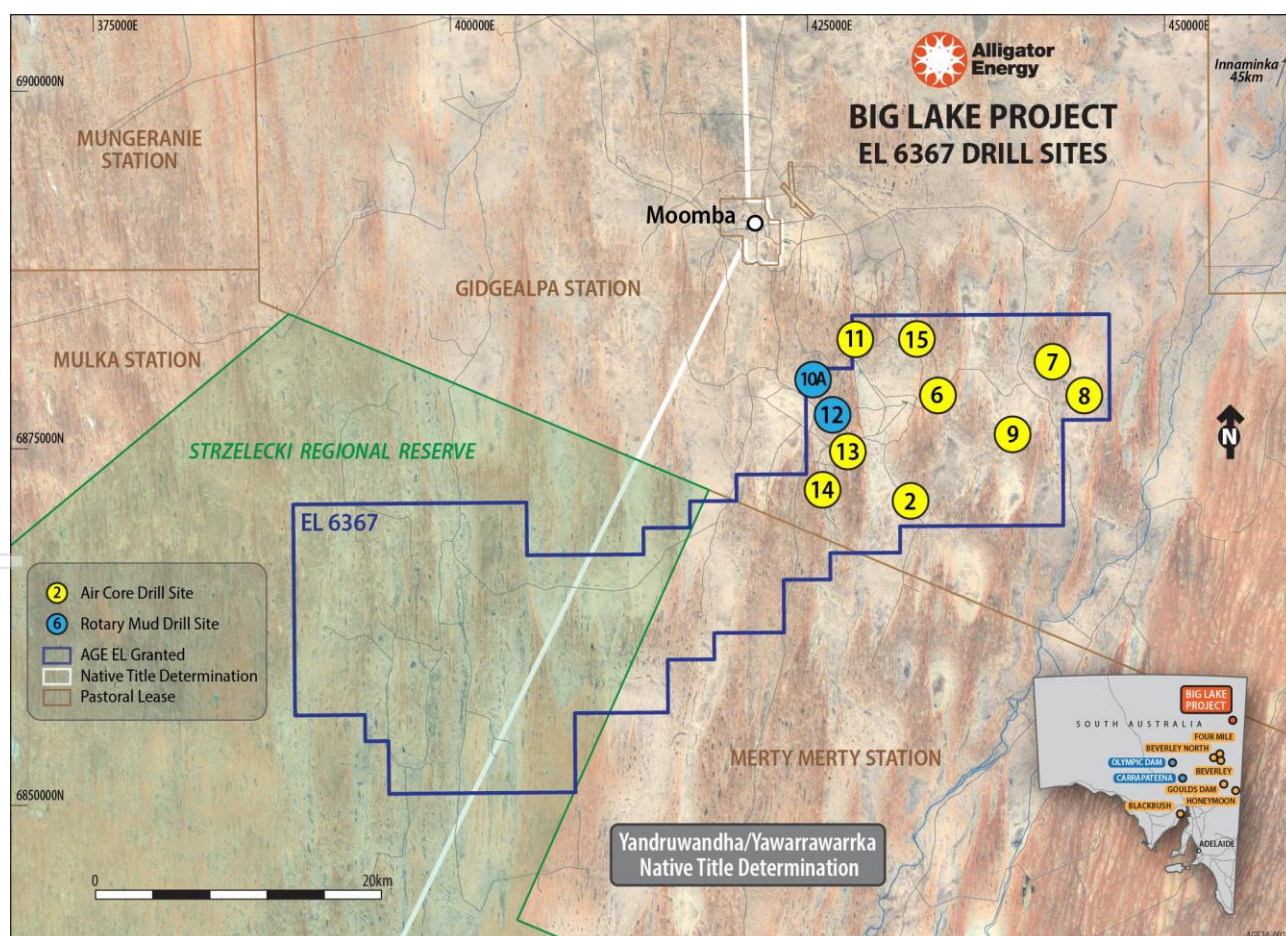 375000E
400000E
425000E
450000E
6900000N
6875000N
6850000N
Alligator
Energy
BIG LAKE PROJECT
EL 6367 DRILL SITES
Innaminka
45km
MUNGERANIE
STATION
Moomba
GIDGEALPA STATION
MULKA STATION
11
15
7
10A
6
8
12
9
13
14
2
N
STRZELECKI REGIONAL RESERVE
EL 6367
2 Air Core Drill Site
6 Rotary Mud Drill Site
AGE EL Granted
Native Title Determination
Pastoral Lease
MERTY MERTY STATION
Yandruwandha/Yawarrawarrka
Native Title Determination
0
20km
BIG LAKE
PROJECT
SOUTH AUSTRALIA
FOUR MILE
BEVERLEY NORTH
OLYMPIC DAM
BEVERLEY
CARRAPATEENA
GOULDS DAM
HONEYMOON
BLACKBUSH
ADELAIDE